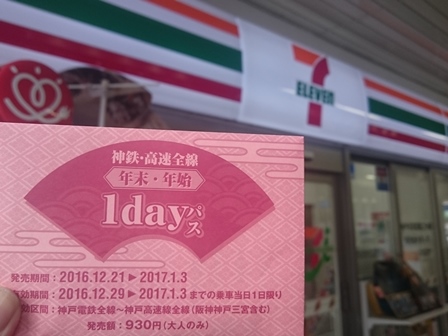 ELEVEN
神鉄・高速全線
年末・年始
1dayパス
発売期間：2016.12.21▶2017.1.3
有効期間：2016.12.29▶2017.1.3までの乗車当日1日限り
効区間：神戸電鉄全線～神戸高速線全線（阪神神戸三宮含む）
発売額：930円（大人のみ）